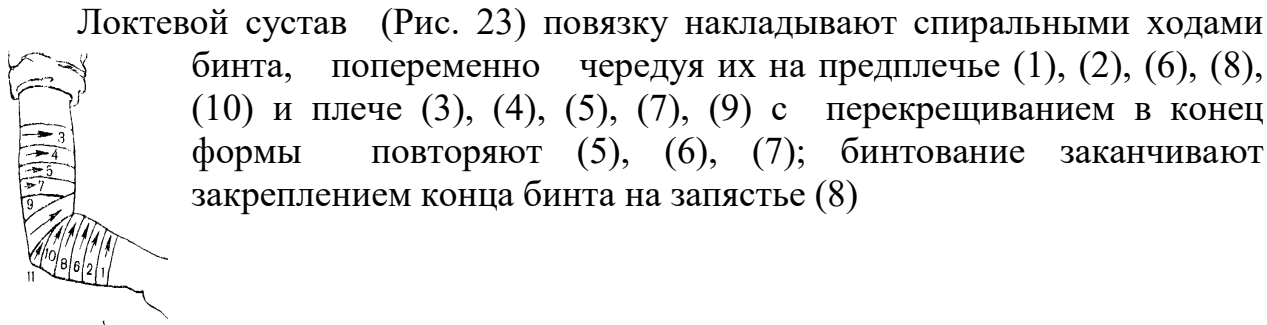 Локтевой сустав (Рис. 23) повязку накладывают спиральными ходами
бинта, попеременно чередуя их на предплечье (1), (2), (6), (8),
(10) и плече (3), (4), (5), (7), (9) с перекрещиванием в конец
формы повторяют (5), (6), (7); бинтование заканчивают
закреплением конца бинта на запястье (8)
3
4
5
7
9
10 8 6 2 1
11